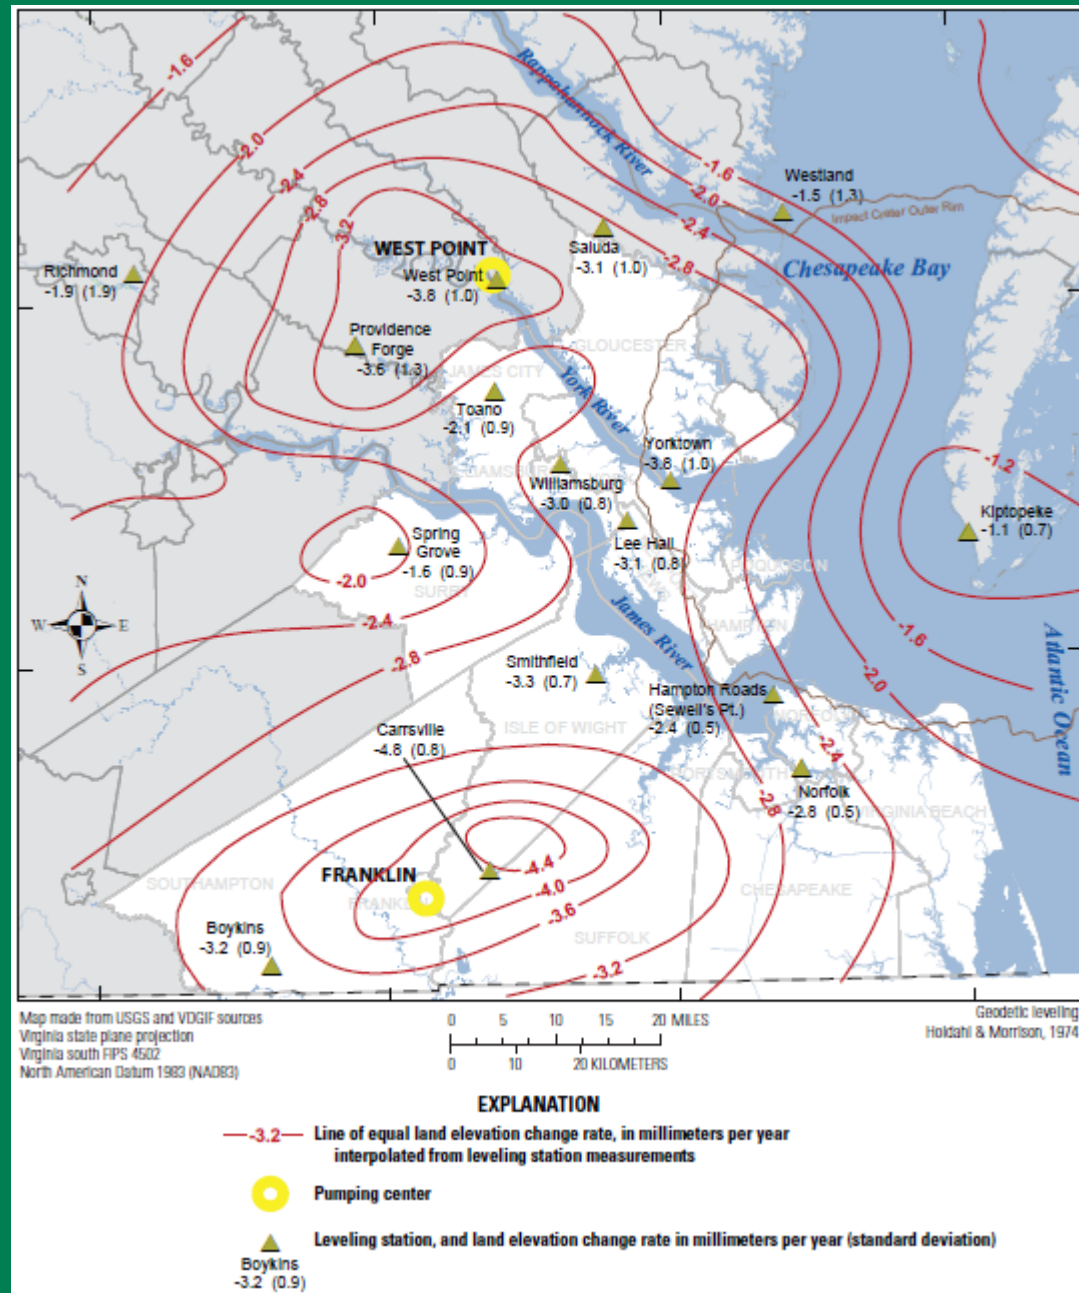 -1.6
-2.0
-2.4
-2.8
-3.2
Rappahannock River
-1.6
-2.0
-2.4
-2.8
Westland
-1.5 (1.3)
Impact Crater Outer Rim
WEST POINT
West Point
-3.8 (1.0)
Saluda
-3.1 (1.0)
Chesapeake Bay
Richmond
-1.9 (1.9)
Providence
Forge
-3.6 (1.3)
GLOUCESTER
JAMES CITY
York River
Toano
-2.1 (0.9)
Yorktown
-3.8 (1.0)
Williamsburg
-3.0 (0.8)
-1.2
Kiptopeke
-1.1 (0.7)
Spring
Grove
-1.6 (0.9)
Lee Hall
-3.1 (0.8)
POQUOSON
-2.0
SURRY
HAMPTON
N
W E
S
-2.4
-2.8
James River
-1.6
-2.0
Atlantic Ocean
Smithfield
-3.3 (0.7)
Hampton Roads
(Sewell's Pt.)
-2.4 (0.5)
NORFOLK
ISLE OF WIGHT
Carrsville
-4.8 (0.8)
-2.4
PORTSMOUTH
-2.8
Norfolk
-2.8 (0.5)
VIRGINIA BEACH
FRANKLIN
-4.4
-4.0
-3.6
SOUTHAMPTON
FRANKLIN
CHESAPEAKE
Boykins
-3.2 (0.9)
SUFFOLK
-3.2
Map made from USGS and VDGIF sources
Virginia state plane projection
Virginia south FIPS 4502
North American Datum 1983 (NAD83)
0 5 10 15 20 MILES
0 10 20 KILOMETERS
Geodetic leveling
Holdahl & Morrison, 1974
EXPLANATION
-3.2 Line of equal land elevation change rate, in millimeters per year
interpolated from leveling station measurements
Pumping center
Leveling station, and land elevation change rate in millimeters per year (standard deviation)
Boykins
-3.2 (0.9)